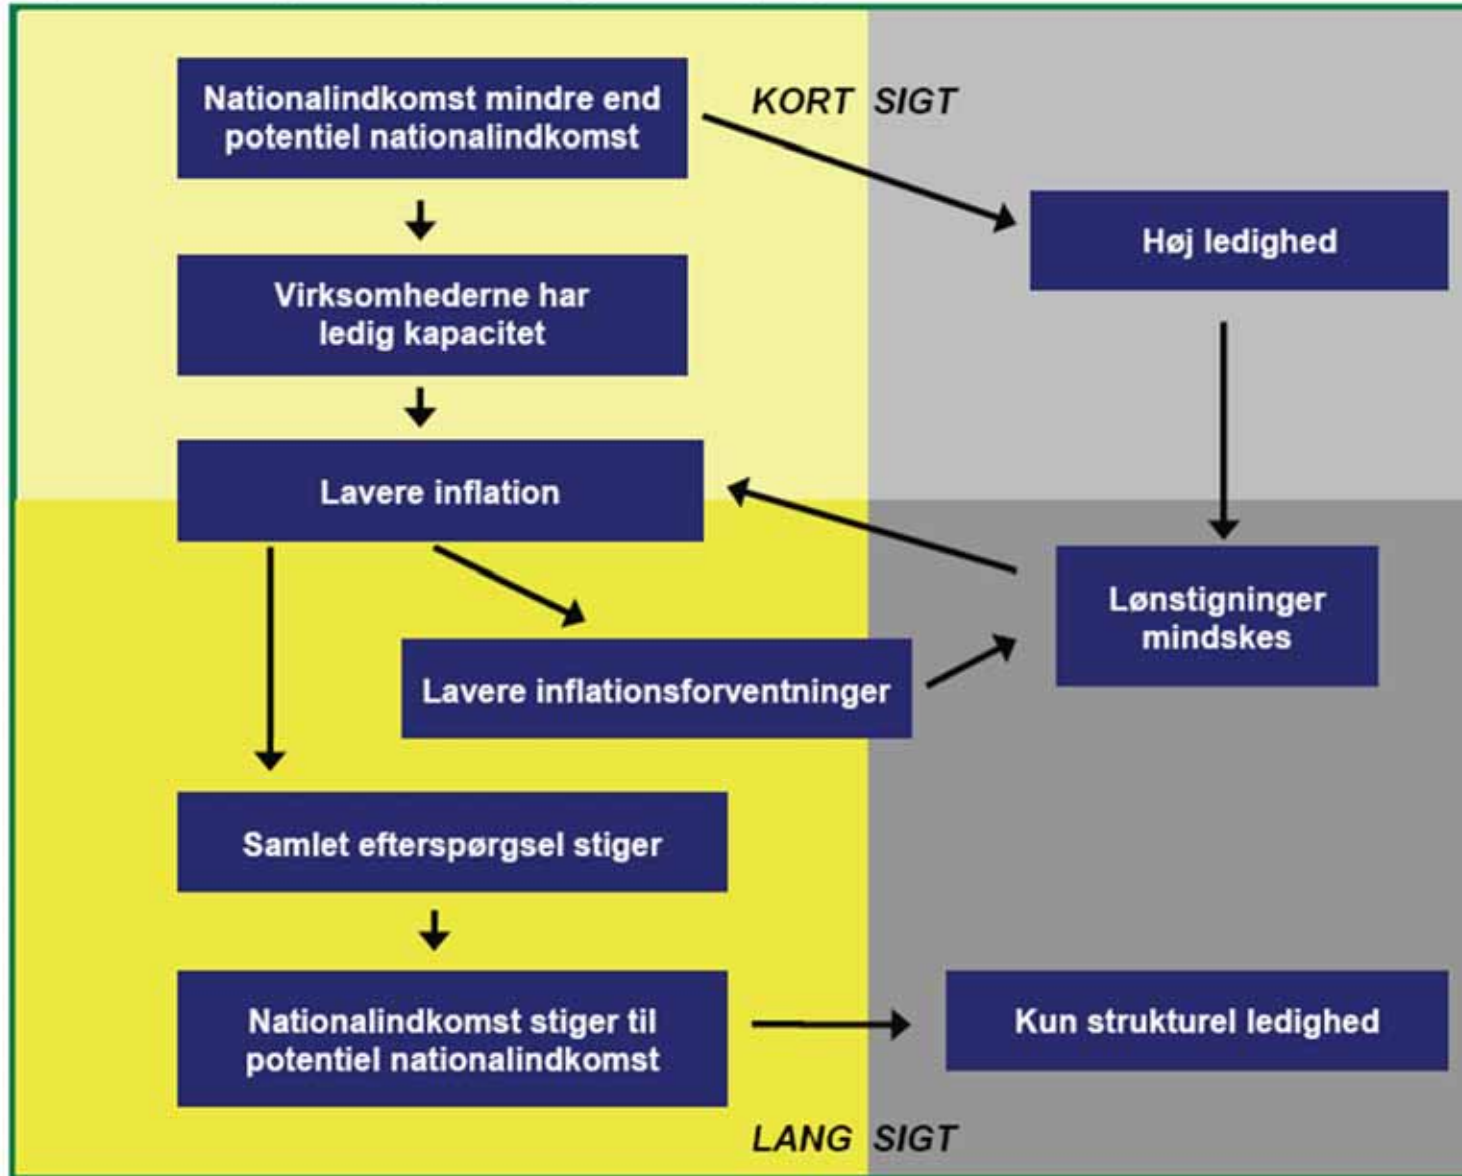 Nationalindkomst mindre end
potentiel nationalindkomst
KORT SIGT
Høj ledighed
Virksomhederne har
ledig kapacitet
Lavere inflation
Lønstigninger
mindskes
Lavere inflationsforventninger
Samlet efterspørgsel stiger
Nationalindkomst stiger til
potentiel nationalindkomst
Kun strukturel ledighed
LANG SIGT